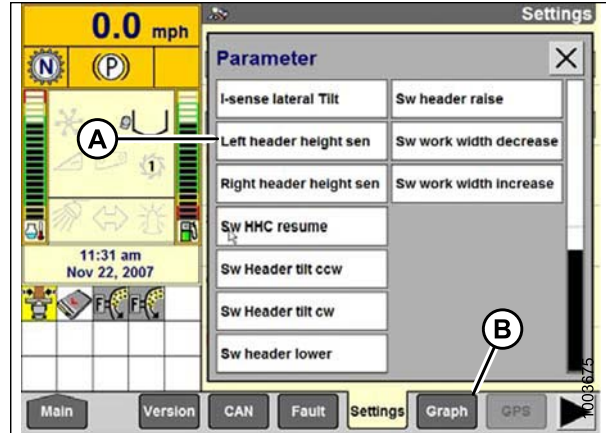 0.0 mph
Settings
N
(P)
Parameter
X
I-sense lateral Tilt
Sw header raise
A
Left header height sen
Sw work width decrease
1
Right header height sen
Sw work width increase
Sw HHC resume
11:31 am
Nov 22, 2007
Sw Header tilt ccw
F
F
Sw Header tilt cw
B
Sw header lower
Main
Version
CAN
Fault
Settings
Graph
GPS
1003675